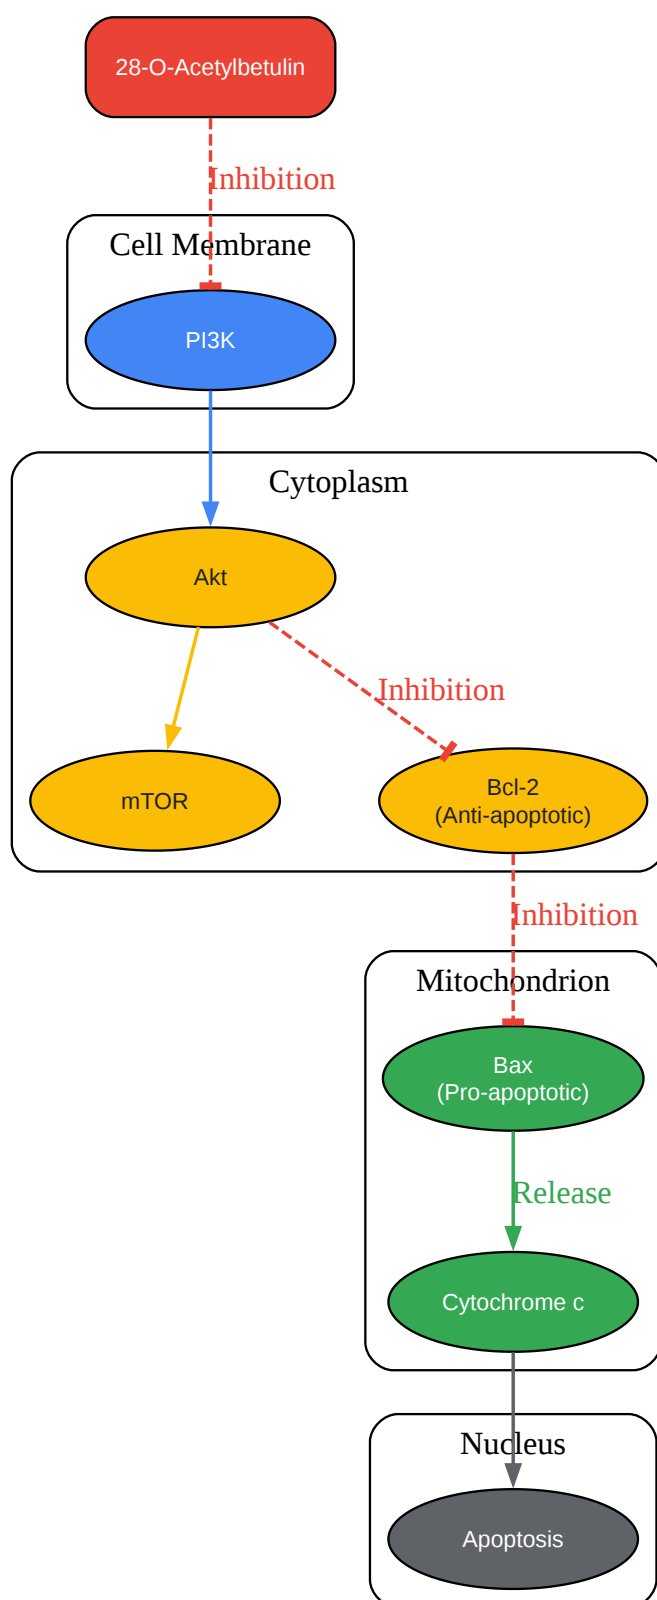 28-O-Acetylbetulin
Inhibition
Cell Membrane
PI3K
Cytoplasm
Akt
Inhibition
mTOR
Bcl-2
(Anti-apoptotic)
Inhibition
Mitochondrion
Bax
(Pro-apoptotic)
Release
Cytochrome c
Nucleus
Apoptosis